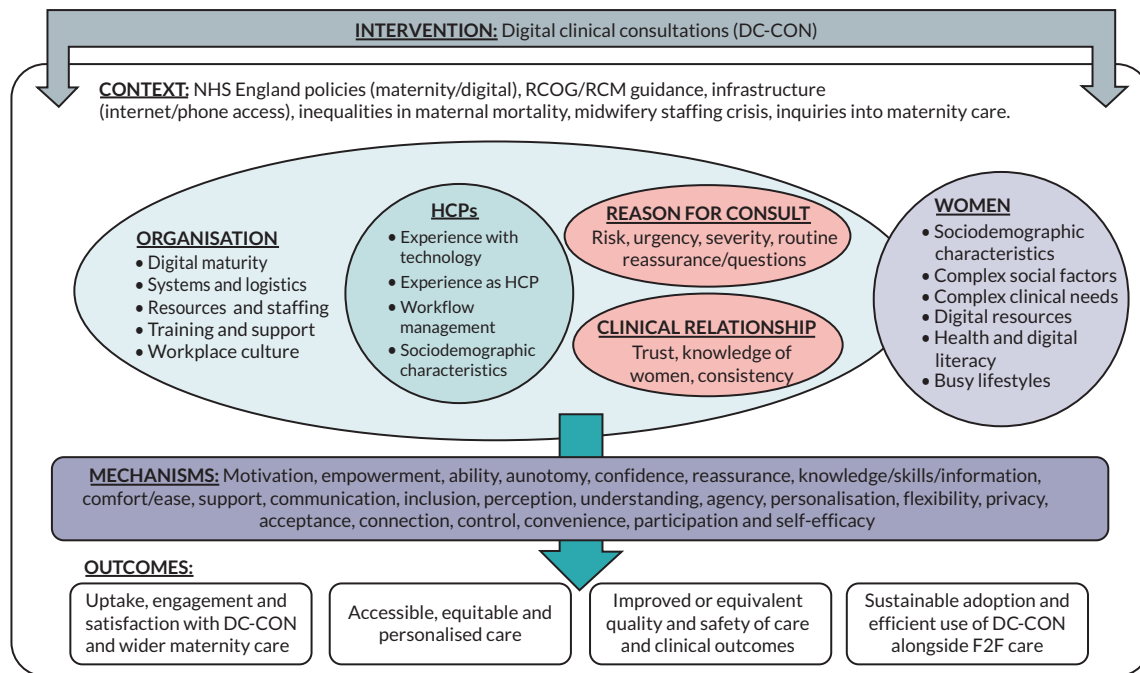 INTERVENTION: Digital clinical consultations (DC-CON)
CONTEXT: NHS England policies (maternity/digital), RCOG/RCM guidance, infrastructure
(internet/phone access), inequalities in maternal mortality, midwifery staffing crisis, inquiries into maternity care.
ORGANISATION
• Digital maturity
• Systems and logistics
• Resources and staffing
• Training and support
• Workplace culture
HCPs
• Experience with
technology
• Experience as HCP
• Workflow
management
• Sociodemographic
characteristics
REASON FOR CONSULT
Risk, urgency, severity, routine
reassurance/questions
CLINICAL RELATIONSHIP
Trust, knowledge of
women, consistency
WOMEN
• Sociodemographic
characteristics
• Complex social factors
• Complex clinical needs
• Digital resources
• Health and digital
literacy
• Busy lifestyles
MECHANISMS: Motivation, empowerment, ability, aunotomy, confidence, reassurance, knowledge/skills/information,
comfort/ease, support, communication, inclusion, perception, understanding, agency, personalisation, flexibility, privacy,
acceptance, connection, control, convenience, participation and self-efficacy
OUTCOMES:
Uptake, engagement and
satisfaction with DC-CON
and wider maternity care
Accessible, equitable and
personalised care
Improved or equivalent
quality and safety of care
and clinical outcomes
Sustainable adoption and
efficient use of DC-CON
alongside F2F care